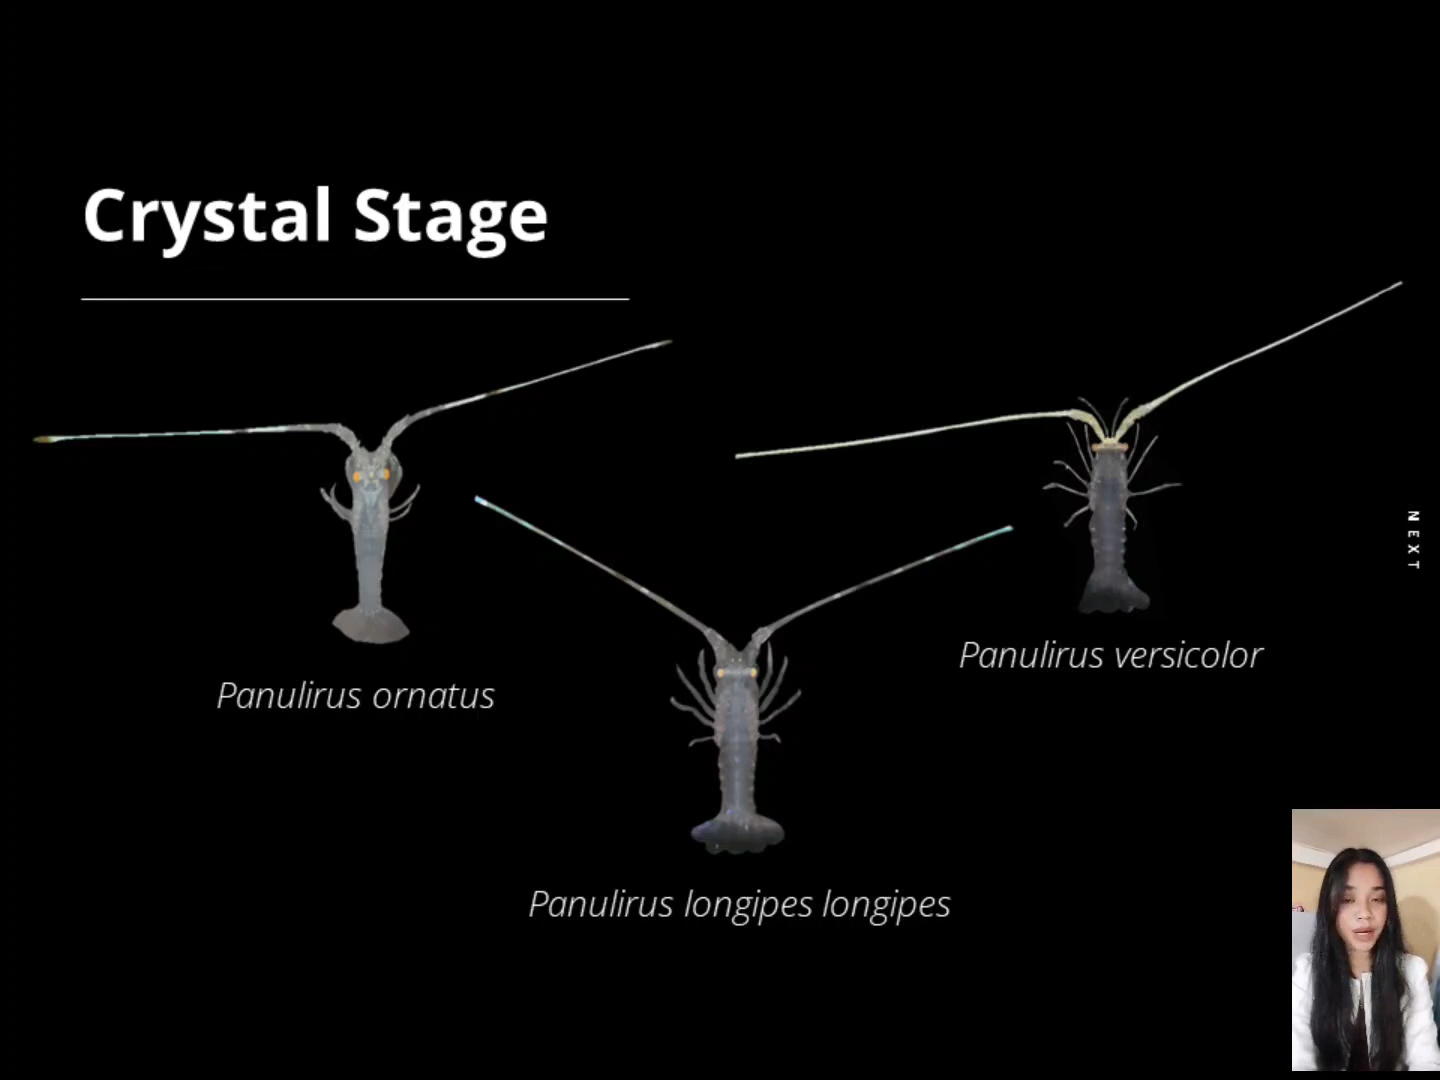 Crystal Stage
Panulirus ornatus
Panulirus versicolor
Panulirus longipes longipes
NEXT